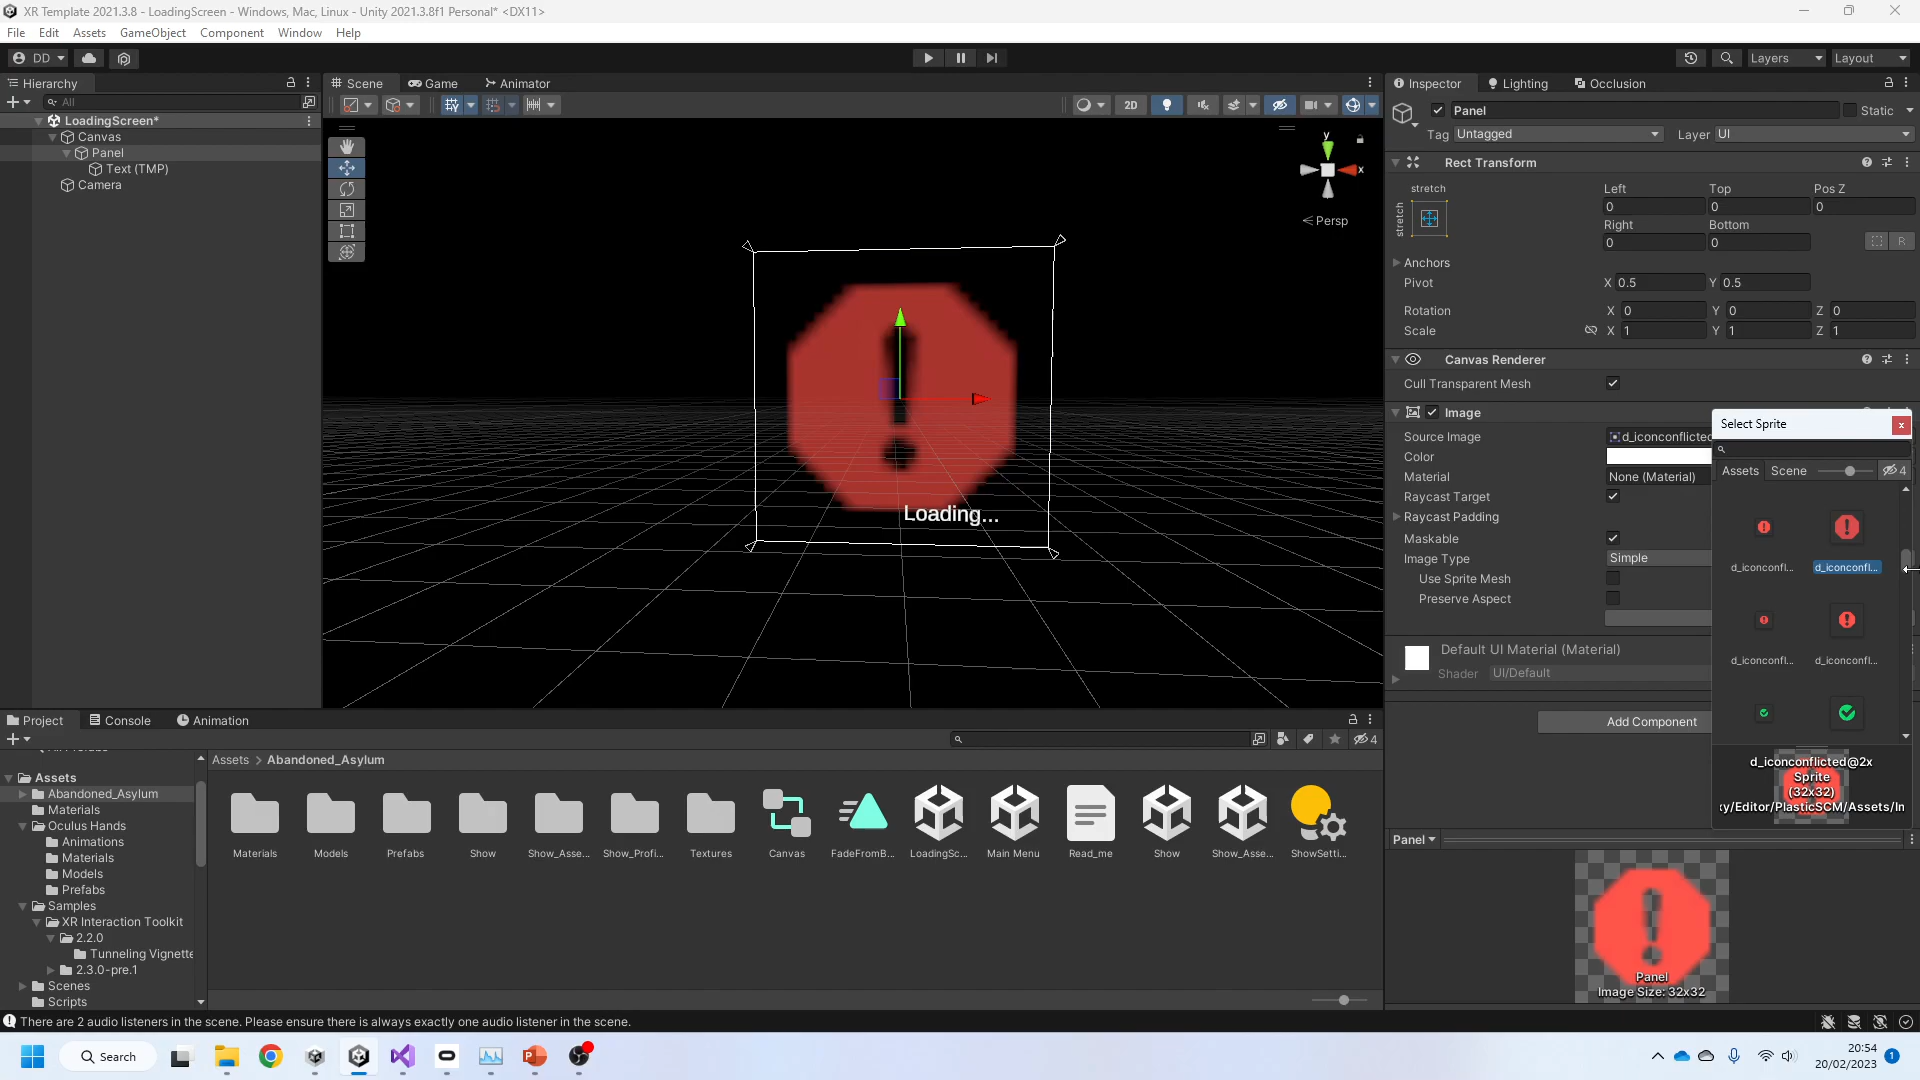 XR Template 2021.3.8 - LoadingScreen - Windows, Mac, Linux - Unity 2021.3.8f1 Personal* <DX11>
File Edit Assets GameObject Component Window Help
DD Layers Layout
Hierarchy
Scene Game Animator
Inspector Lighting Occlusion
All
2D
LoadingScreen*
Canvas
Panel
Text (TMP)
Camera
y
x
Persp
Loading...
Panel Static
Tag Untagged Layer UI
Rect Transform
stretch Left Top Pos Z
stretch 0 0 0
Right Bottom
0 0 R
Anchors
Pivot X 0.5 Y 0.5
Rotation X 0 Y 0 Z 0
Scale X 1 Y 1 Z 1
Canvas Renderer
Cull Transparent Mesh
Image
Source Image d_iconconflicted
Color
Material None (Material)
Raycast Target
Raycast Padding
Maskable
Image Type Simple
Use Sprite Mesh
Preserve Aspect
Default UI Material (Material)
Shader UI/Default
Add Component
Select Sprite x
Assets Scene 4
d_iconconfl... d_iconconfl...
d_iconconfl... d_iconconfl...
d_iconconflicted@2x
Sprite
(32x32)
xy/Editor/PlasticSCM/Assets/Im
Panel
Panel
Image Size: 32x32
Project Console Animation
4
Assets > Abandoned_Asylum
Assets
Abandoned_Asylum
Materials
Oculus Hands
Animations
Materials
Models
Prefabs
Samples
XR Interaction Toolkit
2.2.0
Tunneling Vignette
2.3.0-pre.1
Scenes
Scripts
Materials Models Prefabs Show Show_Asse... Show_Profi... Textures Canvas FadeFromB... LoadingSc... Main Menu Read_me Show Show_Asse... ShowSetti...
There are 2 audio listeners in the scene. Please ensure there is always exactly one audio listener in the scene.
Search
20:54
20/02/2023
1